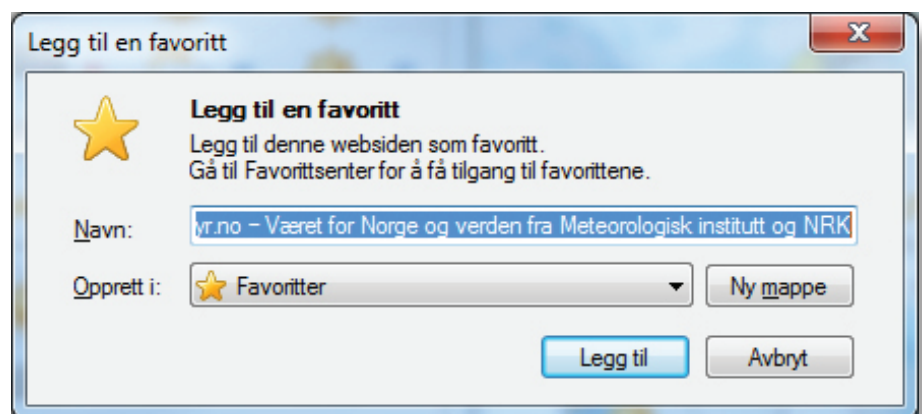 Legg til en favoritt
Legg til en favoritt
Legg til denne websiden som favoritt.
Gå til Favorittsenter for å få tilgang til favorittene.
Navn: yr.no – Været for Norge og verden fra Meteorologisk institutt og NRK
Opprett i: Favoritter Ny mappe
Legg til Avbryt